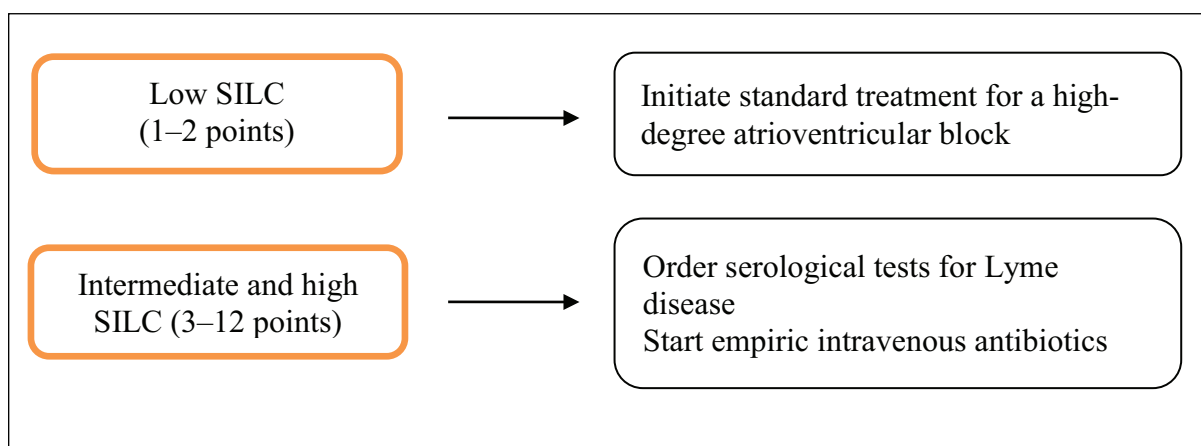 Low SILC
(1–2 points)
Initiate standard treatment for a high-
degree atrioventricular block
Intermediate and high
SILC (3–12 points)
Order serological tests for Lyme
disease
Start empiric intravenous antibiotics